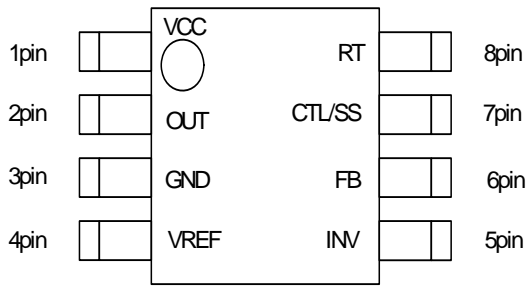 VCC
1pin RT 8pin
2pin OUT CTL/SS 7pin
3pin GND FB 6pin
4pin VREF INV 5pin